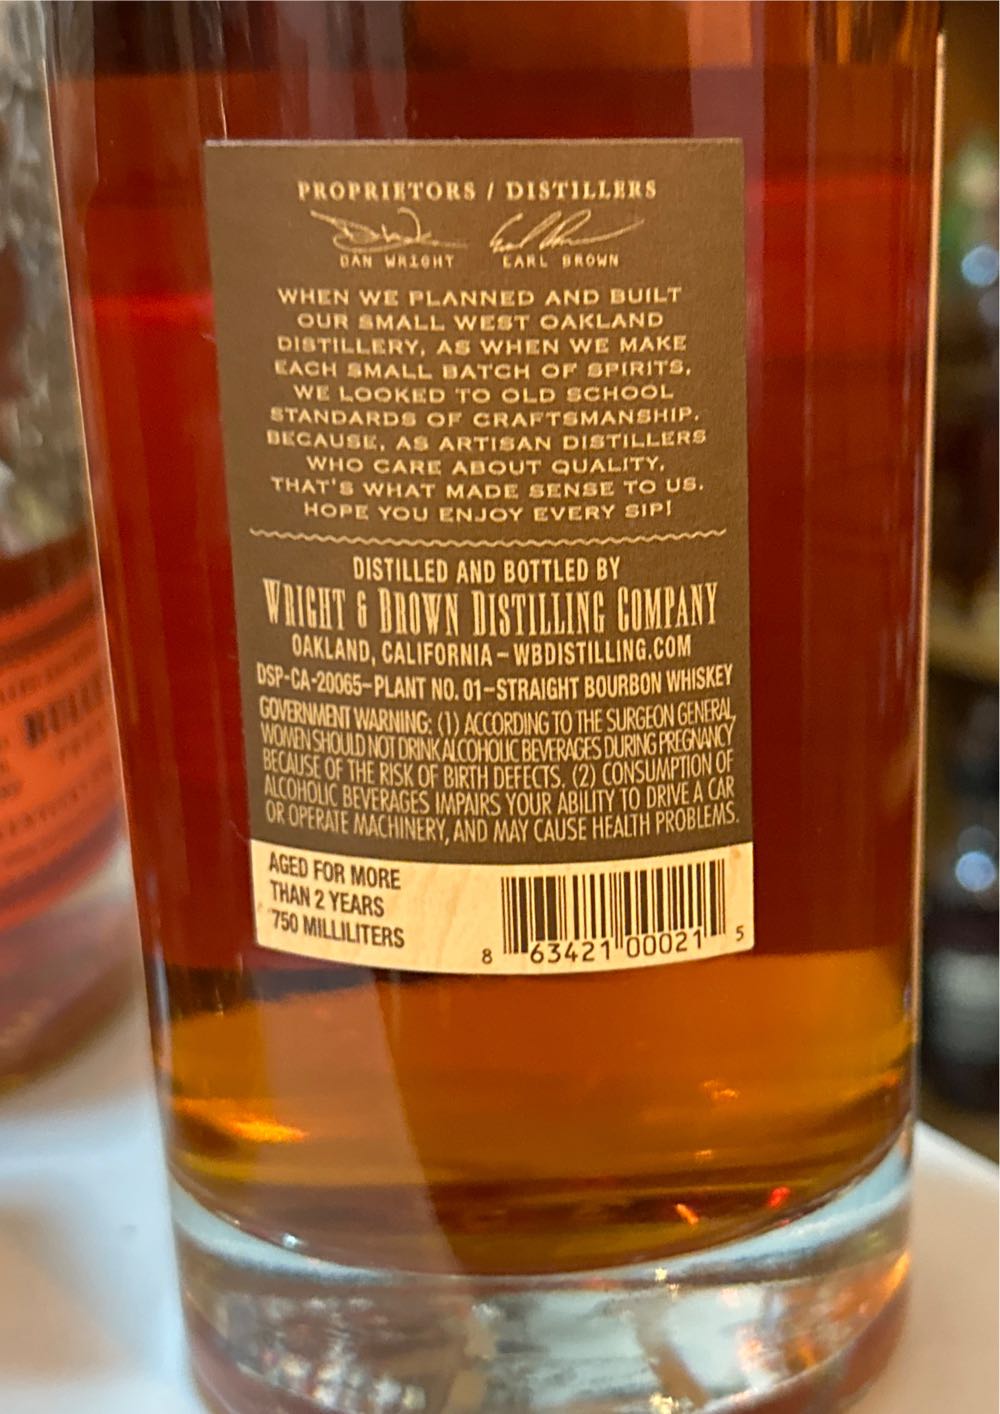 PROPRIETORS / DISTILLERS
DAN WRIGHT EARL BROWN
WHEN WE PLANNED AND BUILT
OUR SMALL WEST OAKLAND
DISTILLERY, AS WHEN WE MAKE
EACH SMALL BATCH OF SPIRITS,
WE LOOKED TO OLD SCHOOL
STANDARDS OF CRAFTSMANSHIP.
BECAUSE, AS ARTISAN DISTILLERS
WHO CARE ABOUT QUALITY,
THAT'S WHAT MADE SENSE TO US.
HOPE YOU ENJOY EVERY SIP!
DISTILLED AND BOTTLED BY
WRIGHT & BROWN DISTILLING COMPANY
OAKLAND, CALIFORNIA – WBDISTILLING.COM
DSP-CA-20065–PLANT NO. 01–STRAIGHT BOURBON WHISKEY
GOVERNMENT WARNING: (1) ACCORDING TO THE SURGEON GENERAL,
WOMEN SHOULD NOT DRINK ALCOHOLIC BEVERAGES DURING PREGNANCY
BECAUSE OF THE RISK OF BIRTH DEFECTS. (2) CONSUMPTION OF
ALCOHOLIC BEVERAGES IMPAIRS YOUR ABILITY TO DRIVE A CAR
OR OPERATE MACHINERY, AND MAY CAUSE HEALTH PROBLEMS.
AGED FOR MORE
THAN 2 YEARS
750 MILLILITERS
8 63421 00021 5